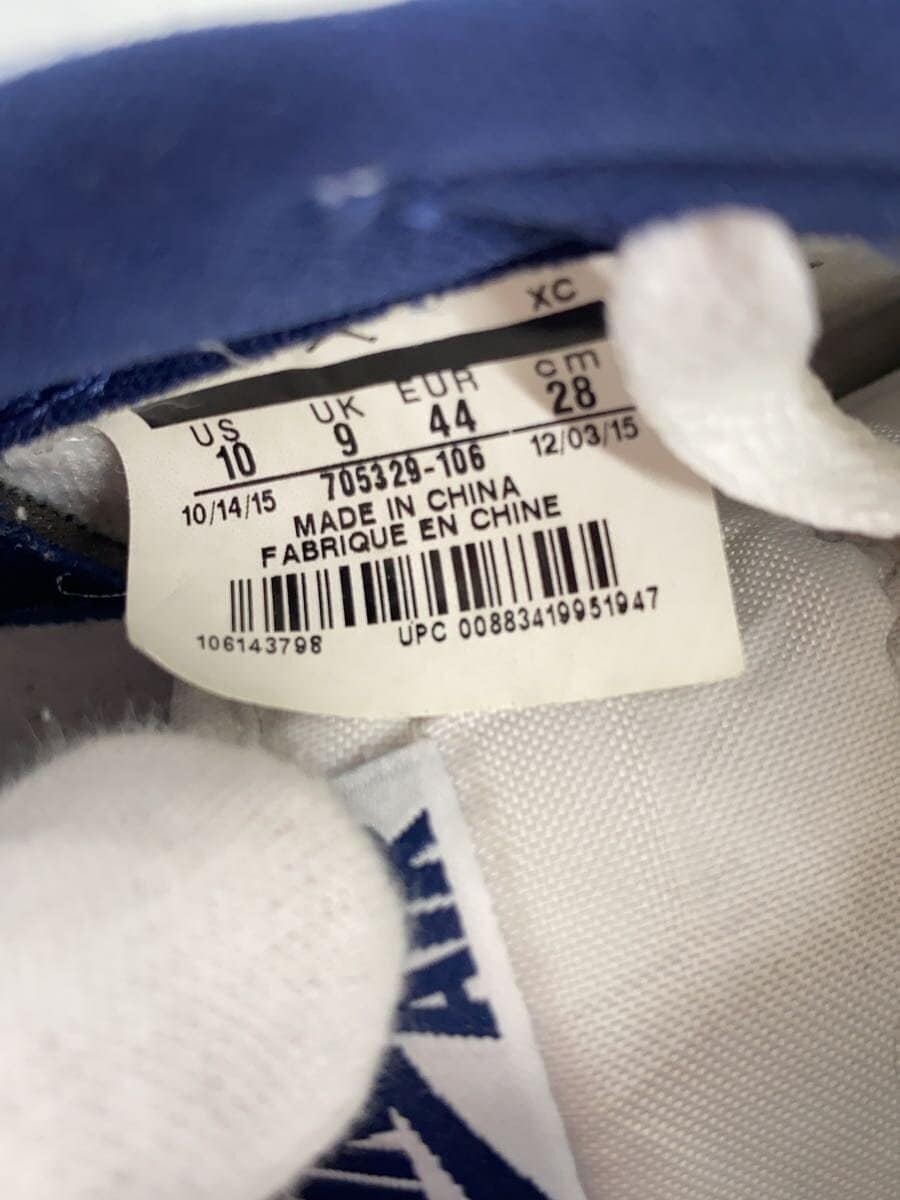 XC
US UK EUR cm
10 9 44 28
10/14/15 705329-106 12/03/15
MADE IN CHINA
FABRIQUE EN CHINE
106143798 UPC 00883419951947
AIR